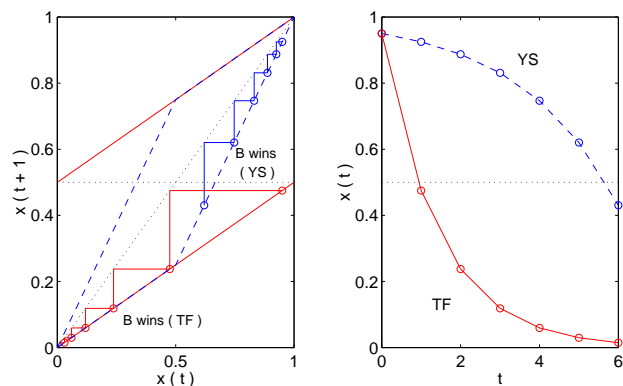 1
0.8
0.6
0.4
0.2
0
x ( t + 1 )
B wins
( YS )
B wins ( TF )
0
0.5
1
x ( t )
1
0.8
0.6
0.4
0.2
0
x ( t )
YS
TF
0
2
4
6
t